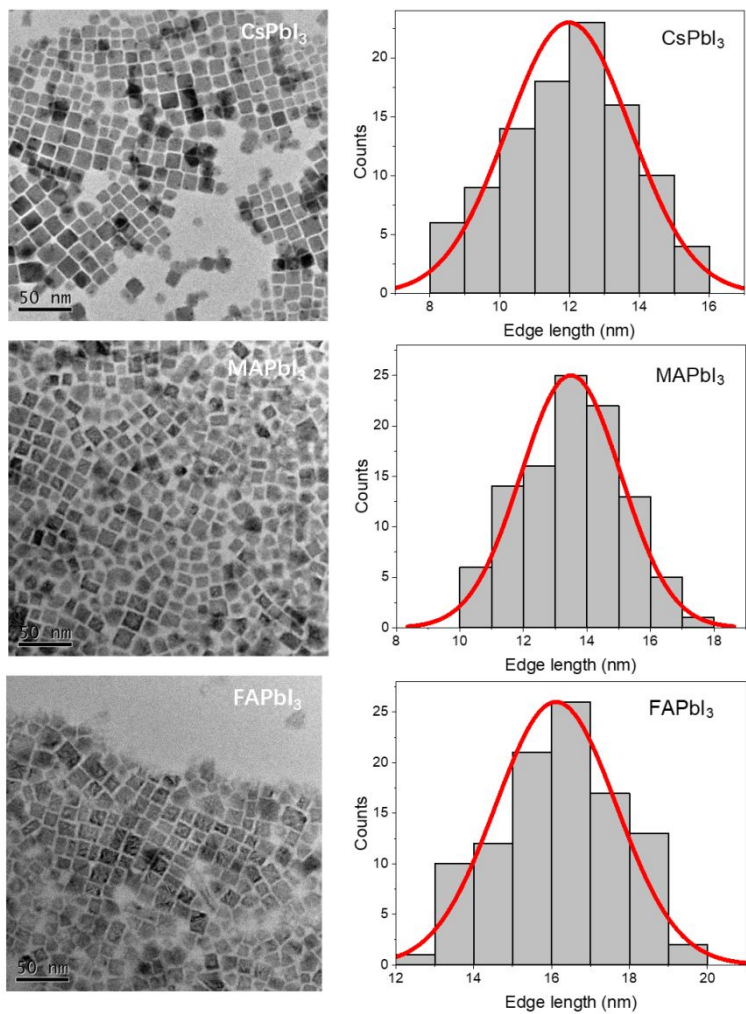 CsPbI₃
50 nm
CsPbI₃
Counts
20
15
10
5
0
8 10 12 14 16
Edge length (nm)
MAPbI₃
50 nm
MAPbI₃
Counts
25
20
15
10
5
0
8 10 12 14 16 18
Edge length (nm)
FAPbI₃
50 nm
FAPbI₃
Counts
25
20
15
10
5
0
12 14 16 18 20
Edge length (nm)